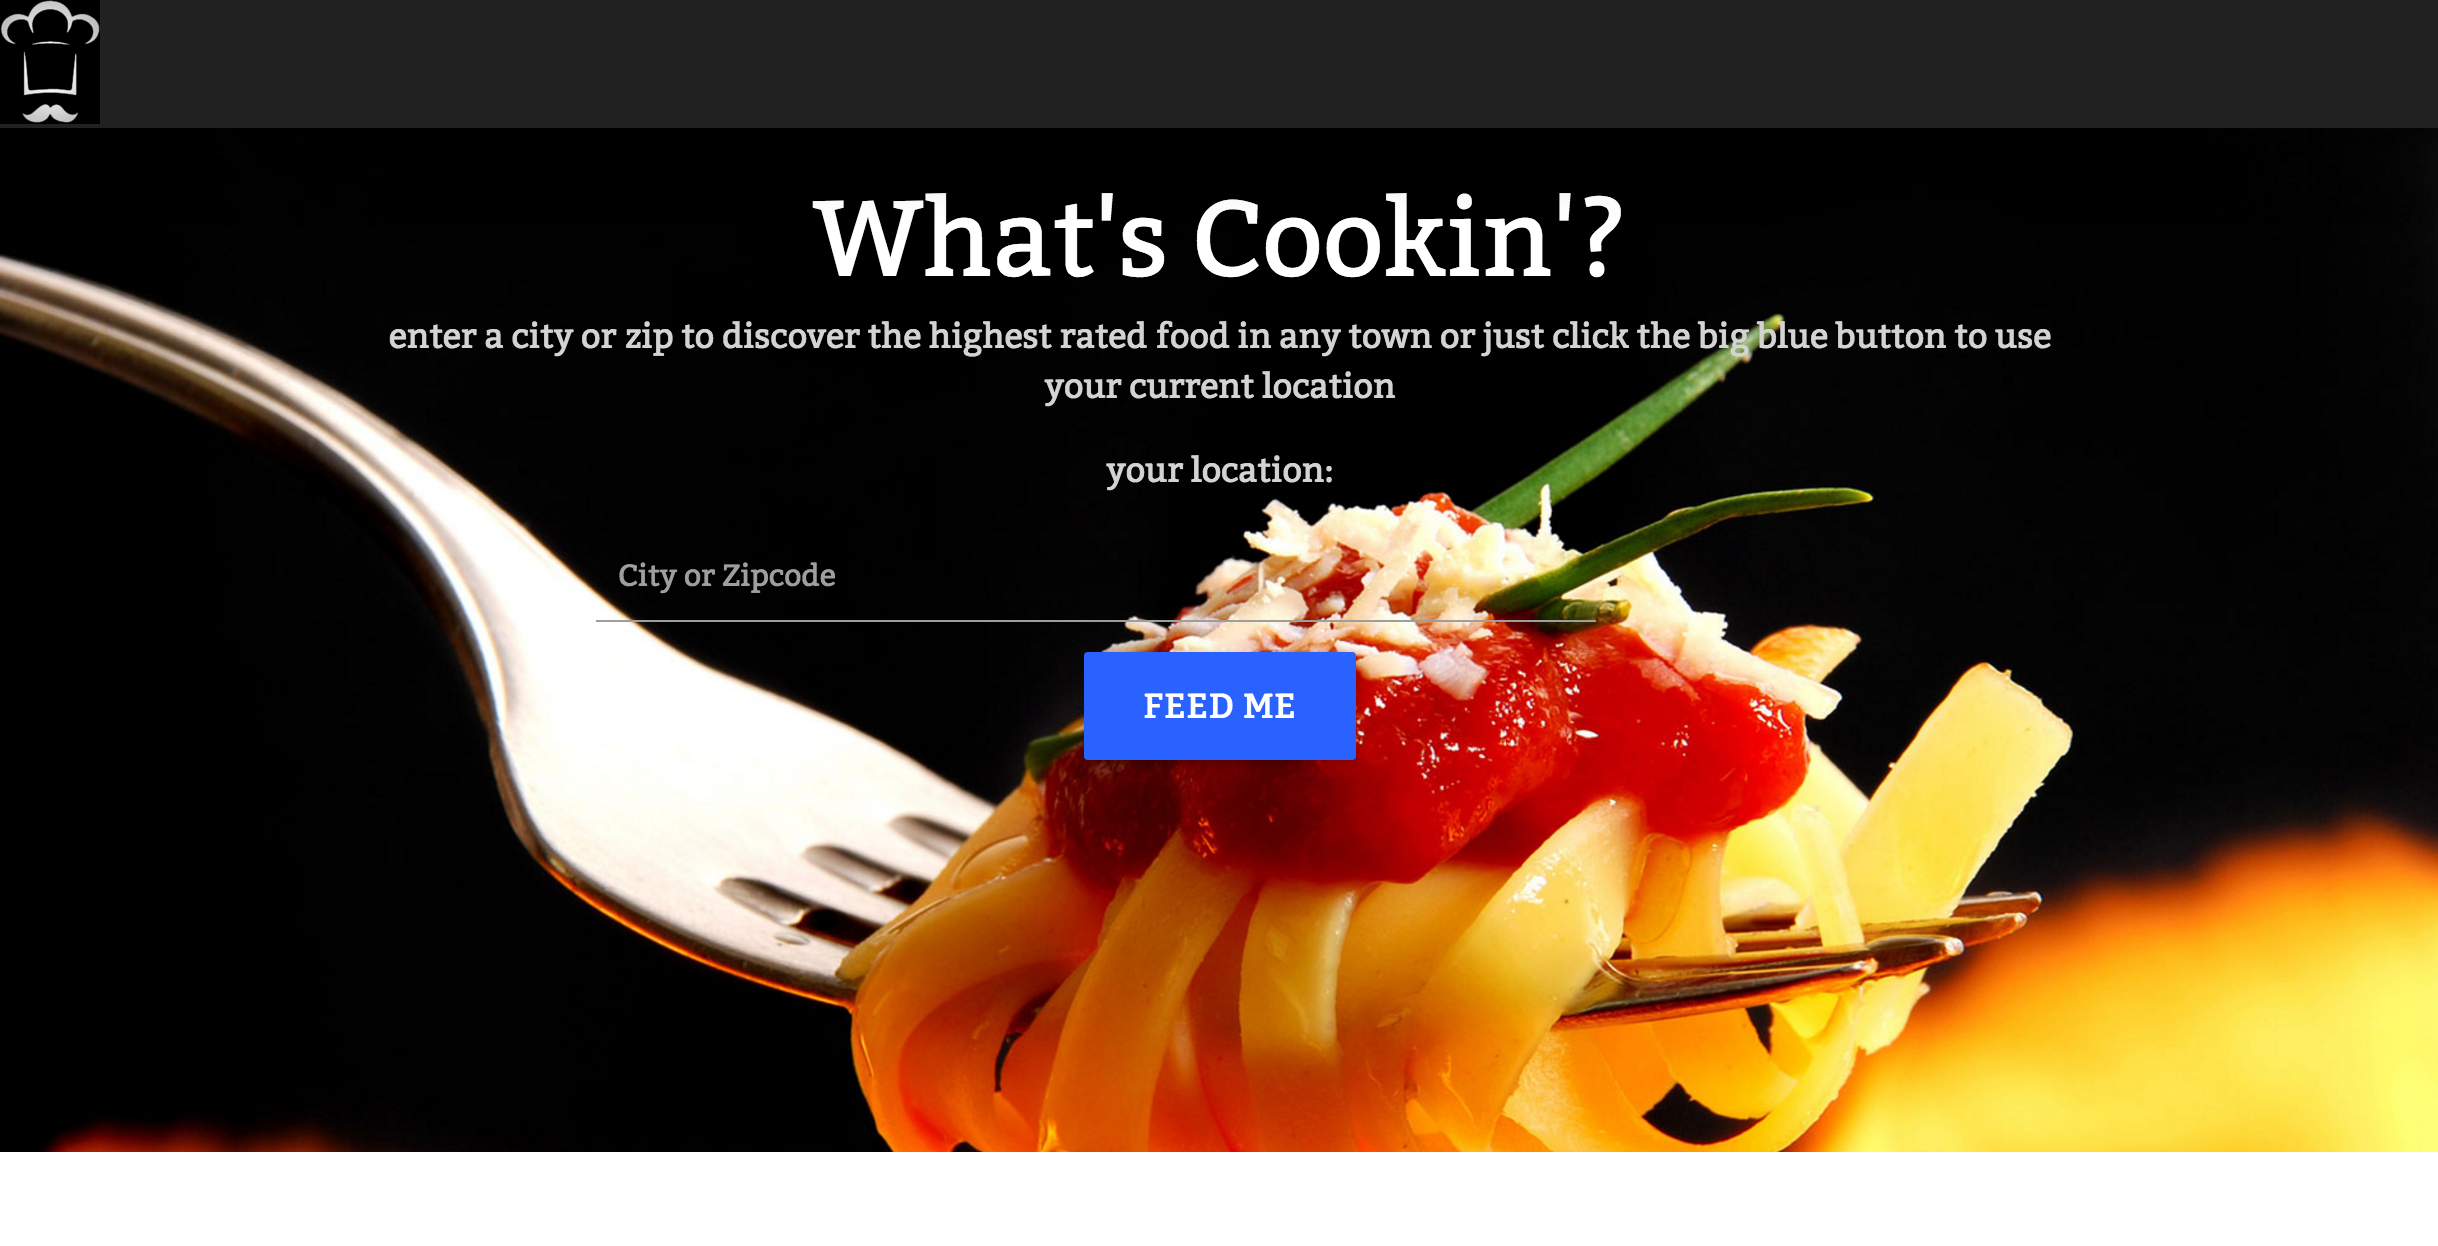 What's Cookin'?
enter a city or zip to discover the highest rated food in any town or just click the big blue button to use
your current location
your location:
City or Zipcode
FEED ME